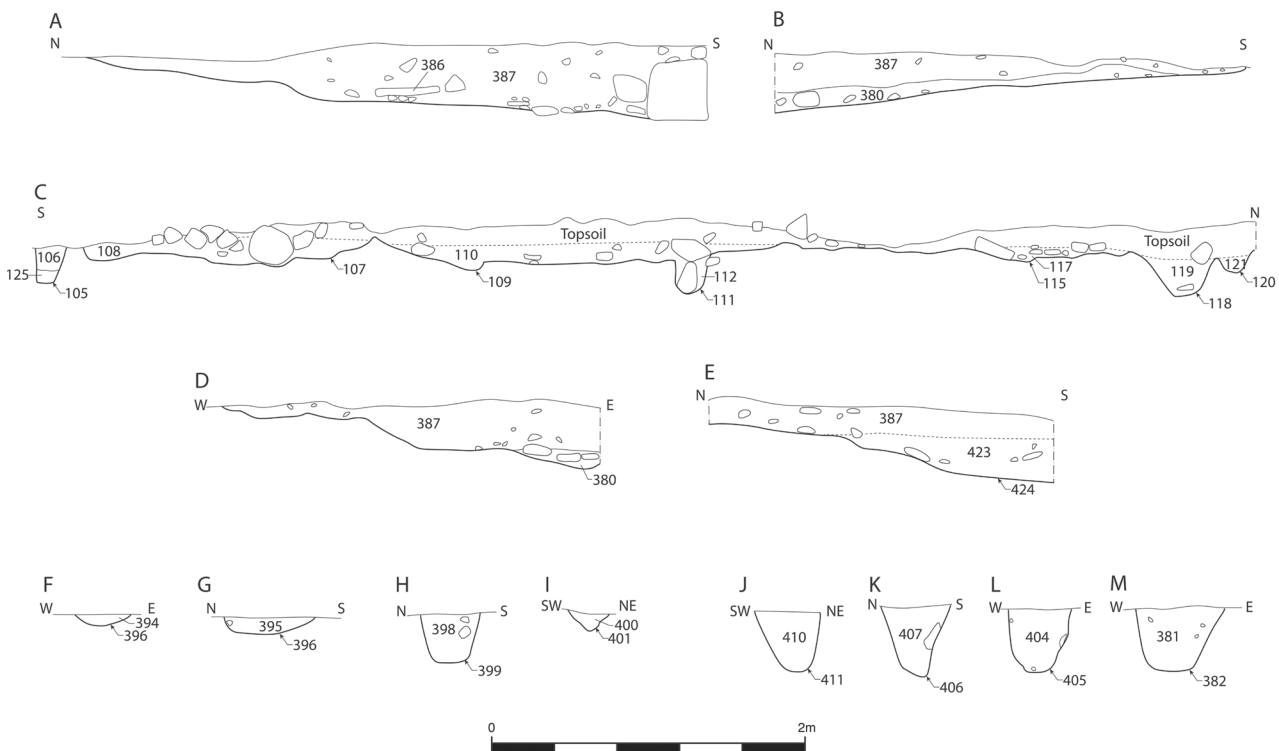 A
N
S
386
387
B
N
S
387
380
C
S
N
106
108
125
105
107
110
109
Topsoil
112
111
117
115
Topsoil
119
121
120
118
D
W
E
387
380
E
N
S
387
423
424
F
W
E
394
396
G
N
S
395
396
H
N
S
398
399
I
SW
NE
400
401
J
SW
NE
410
411
K
N
S
407
406
L
W
E
404
405
M
W
E
381
382
0
2m